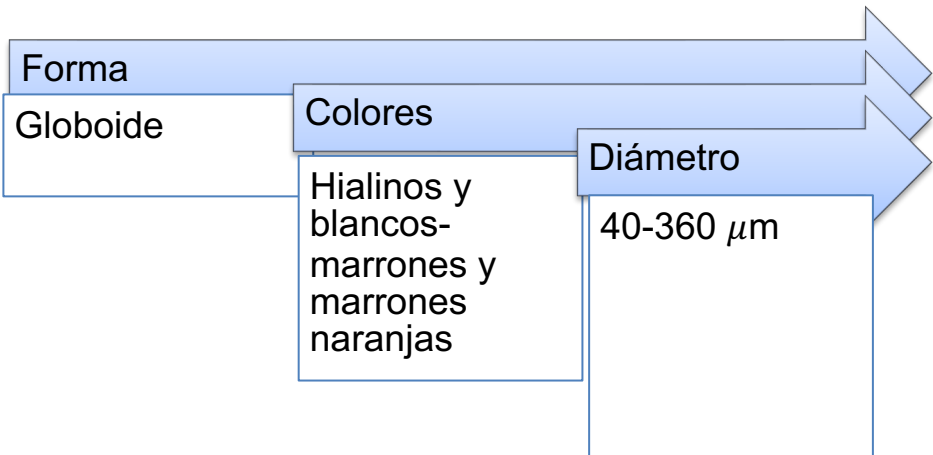 Forma
Globoide
Colores
Hialinos y
blancos-
marrones y
marrones
naranjas
Diámetro
40-360 𝜇m